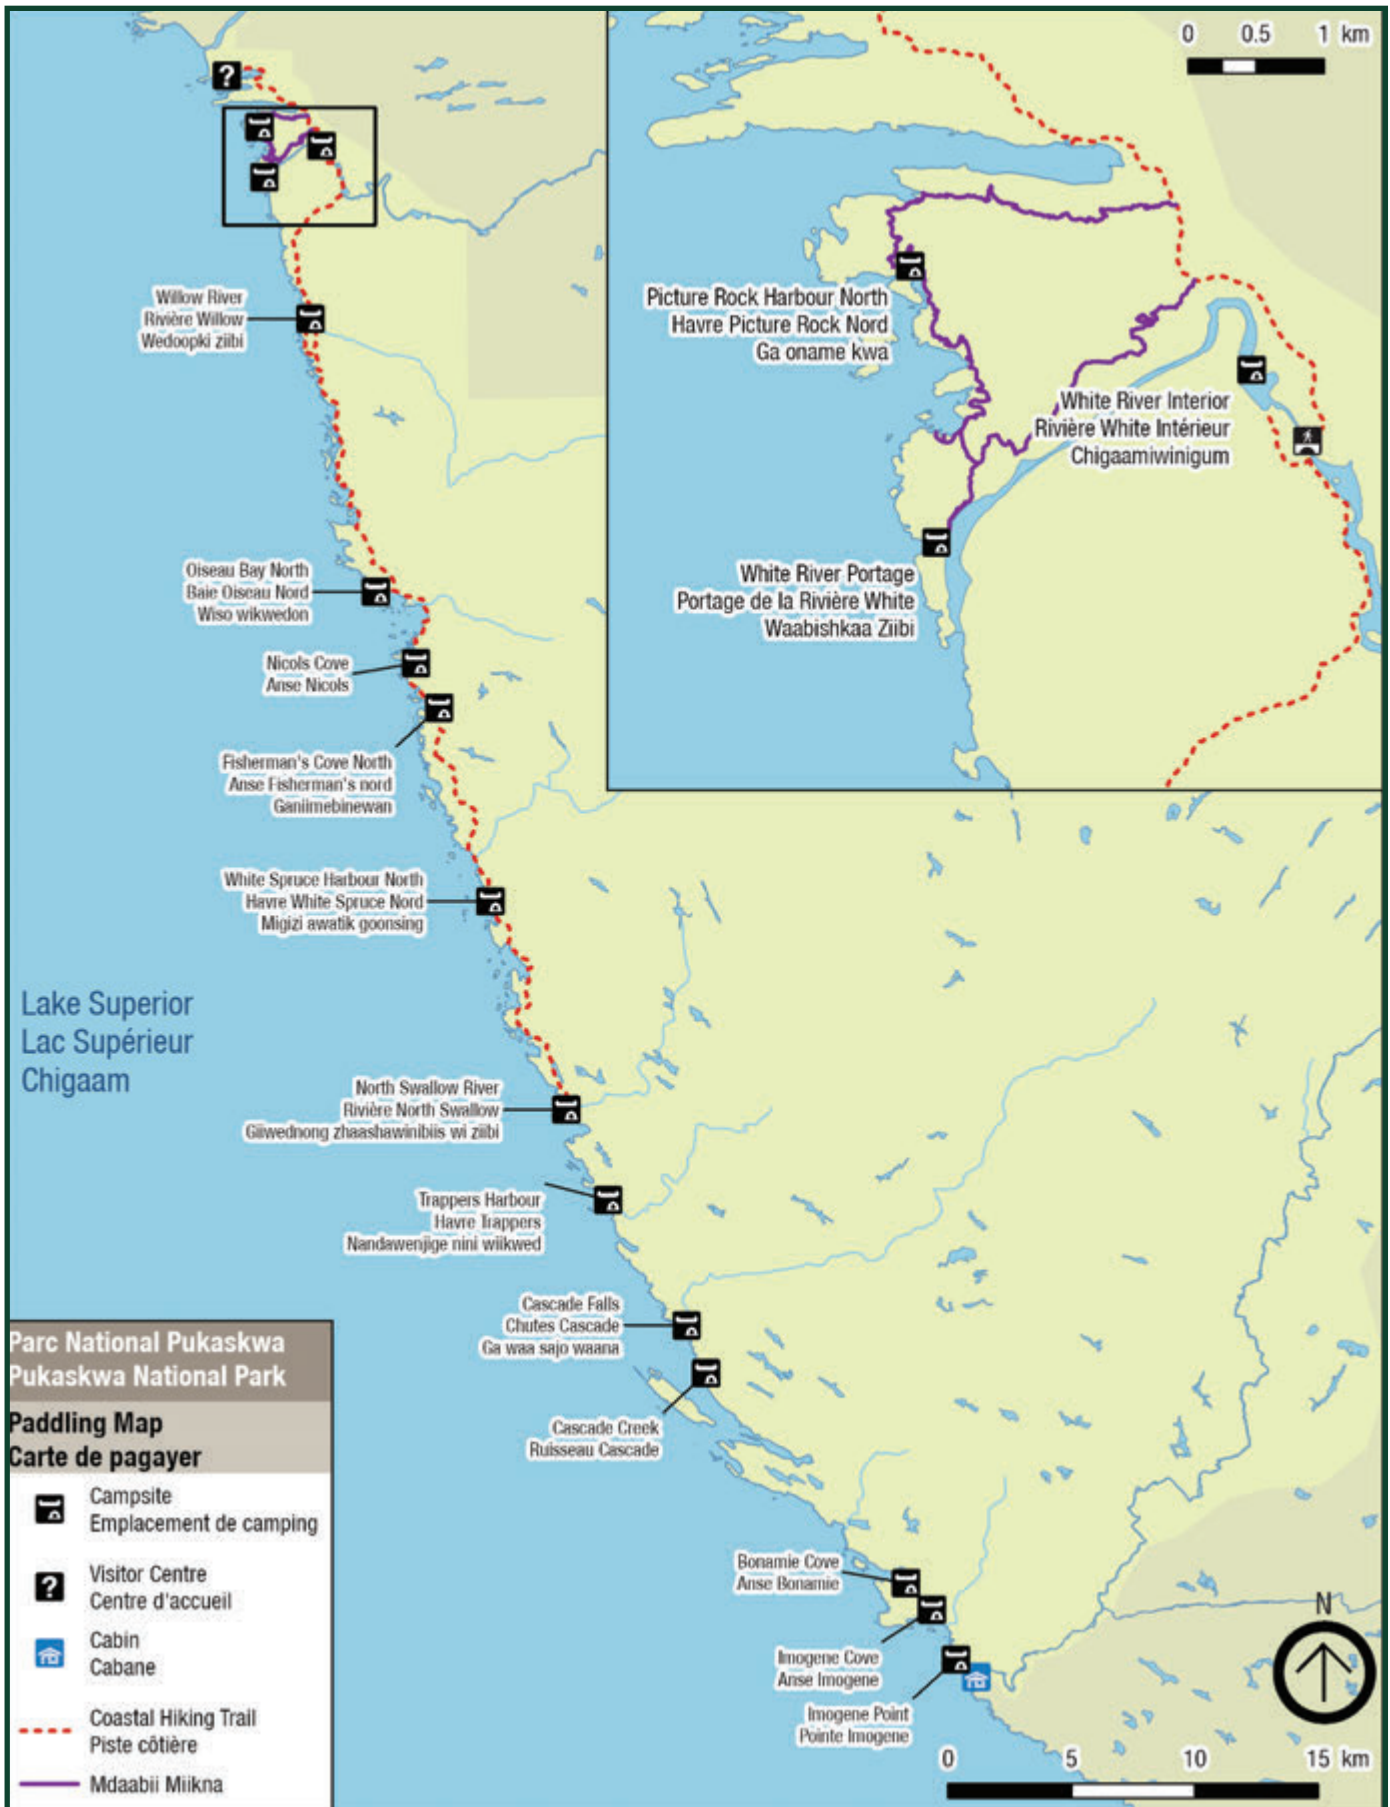 0 0.5 1 km
?
Picture Rock Harbour North
Havre Picture Rock Nord
Ga oname kwa
White River Interior
Rivière White Intérieur
Chigaamiwinigum
White River Portage
Portage de la Rivière White
Waabishkaa Ziibi
Willow River
Rivière Willow
Wedoopki ziibi
Oiseau Bay North
Baie Oiseau Nord
Wiso wikwedon
Nicols Cove
Anse Nicols
Fisherman's Cove North
Anse Fisherman's nord
Ganiimebinewan
White Spruce Harbour North
Havre White Spruce Nord
Migizi awatik goonsing
Lake Superior
Lac Supérieur
Chigaam
North Swallow River
Rivière North Swallow
Giiwednong zhaashawinibiis wi ziibi
Trappers Harbour
Havre Trappers
Nandawenjige nini wiikwed
Cascade Falls
Chutes Cascade
Ga waa sajo waana
Cascade Creek
Ruisseau Cascade
Bonamie Cove
Anse Bonamie
Imogene Cove
Anse Imogene
Imogene Point
Pointe Imogene
Parc National Pukaskwa
Pukaskwa National Park
Paddling Map
Carte de pagayer
Campsite
Emplacement de camping
?
Visitor Centre
Centre d'accueil
Cabin
Cabane
Coastal Hiking Trail
Piste côtière
Mdaabii Miikna
N
0 5 10 15 km